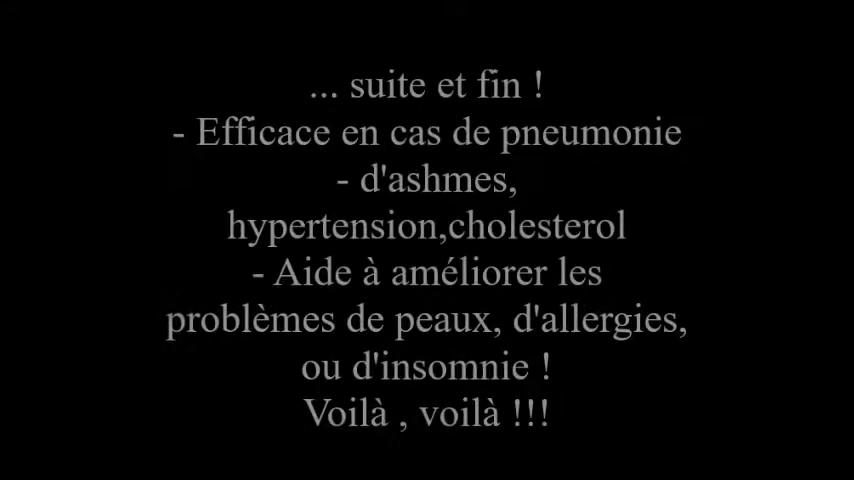 ... suite et fin !
- Efficace en cas de pneumonie
- d'ashmes,
hypertension,cholesterol
- Aide à améliorer les
problèmes de peaux, d'allergies,
ou d'insomnie !
Voilà , voilà !!!